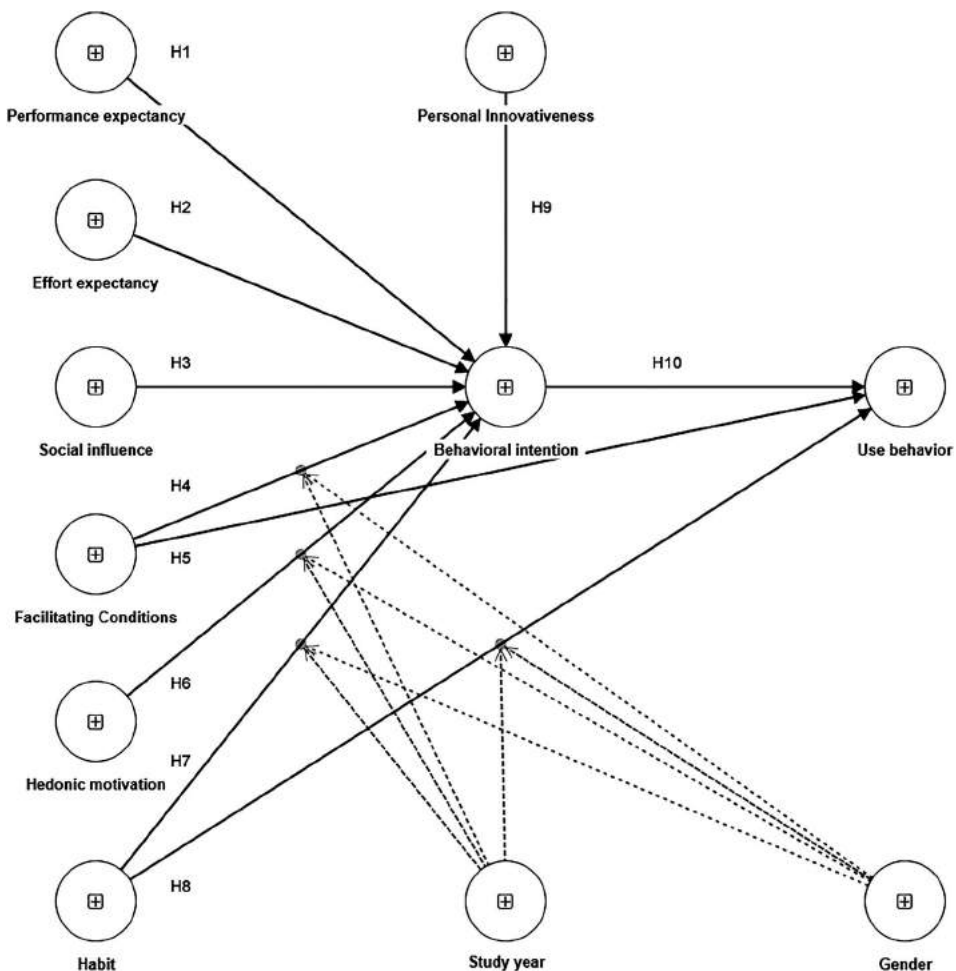 H1
Performance expectancy
Personal Innovativeness
H2
H9
Effort expectancy
H3
H10
Social influence
Behavioral intention
Use behavior
H4
H5
Facilitating Conditions
H6
H7
Hedonic motivation
H8
Habit
Study year
Gender